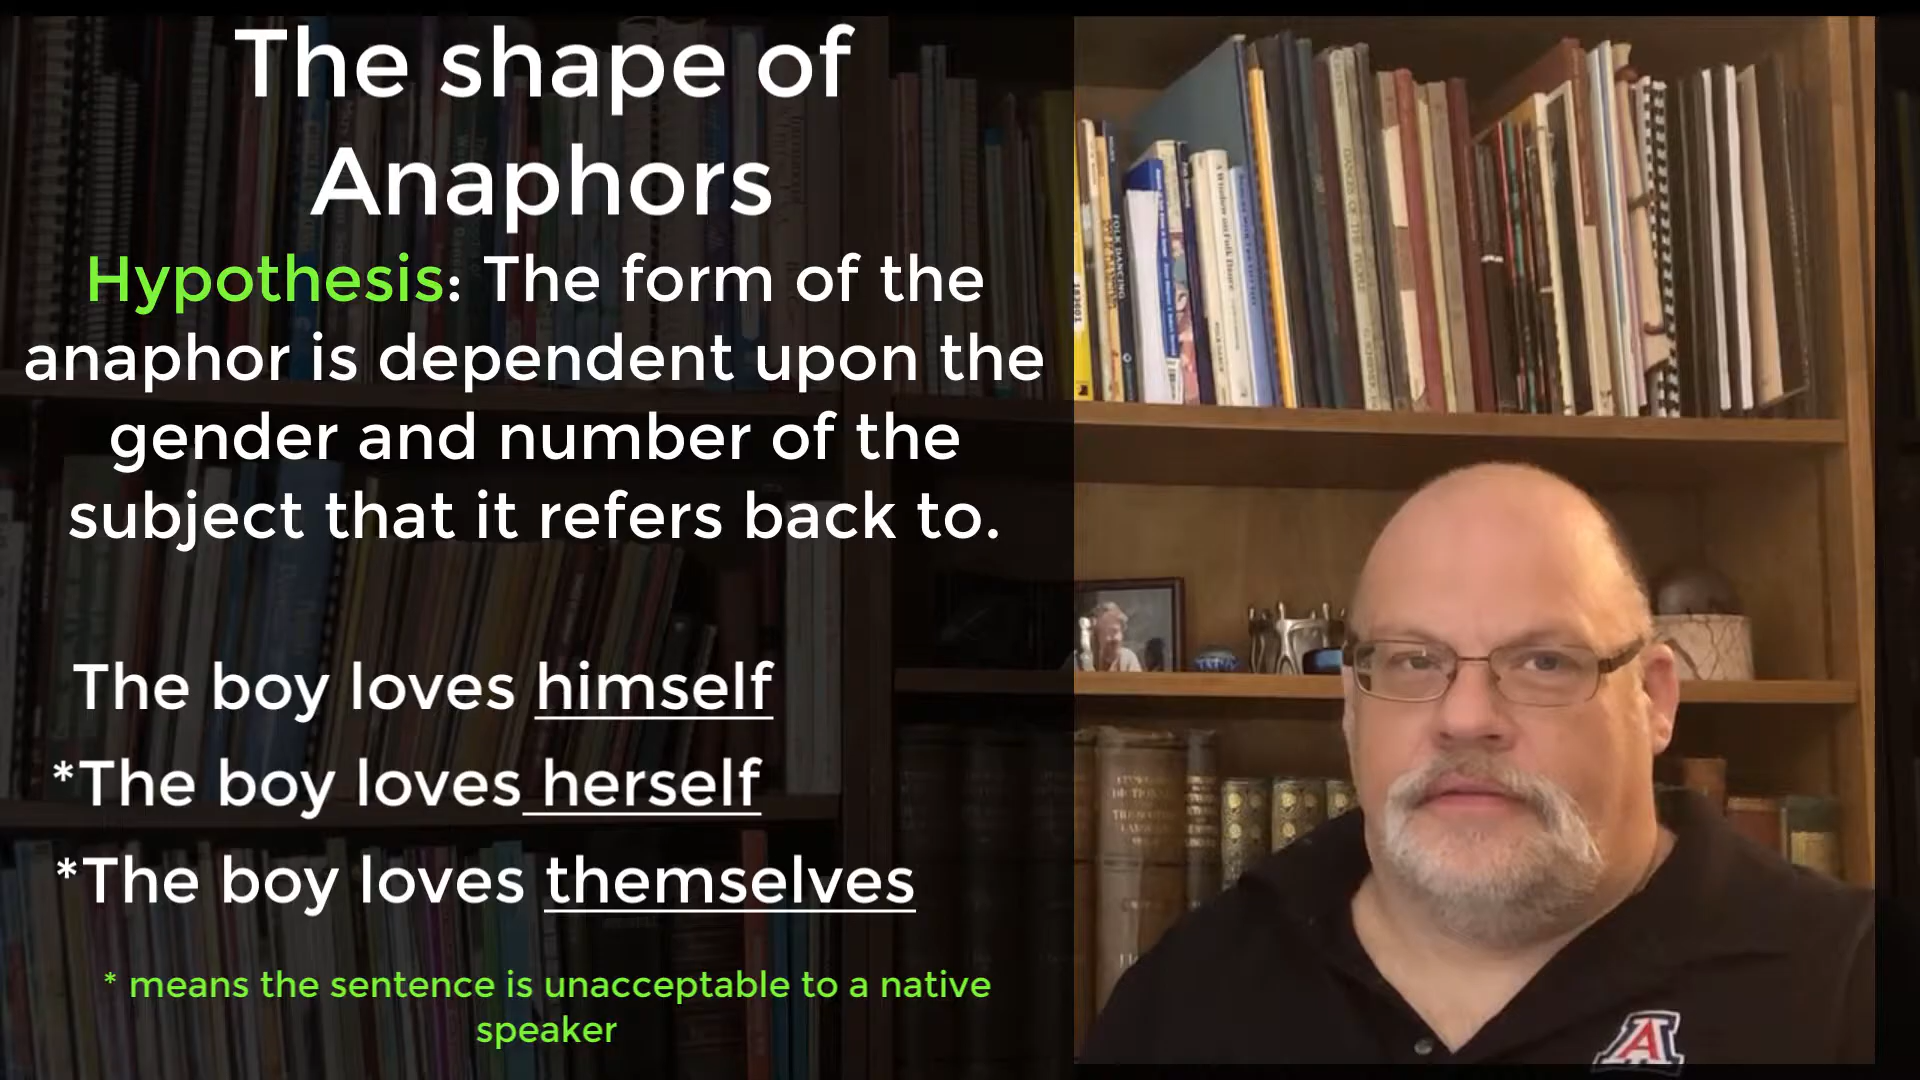 The shape of
Anaphors
Hypothesis: The form of the
anaphor is dependent upon the
gender and number of the
subject that it refers back to.
The boy loves himself
*The boy loves herself
*The boy loves themselves
* means the sentence is unacceptable to a native
speaker
FOLK DANCING
A